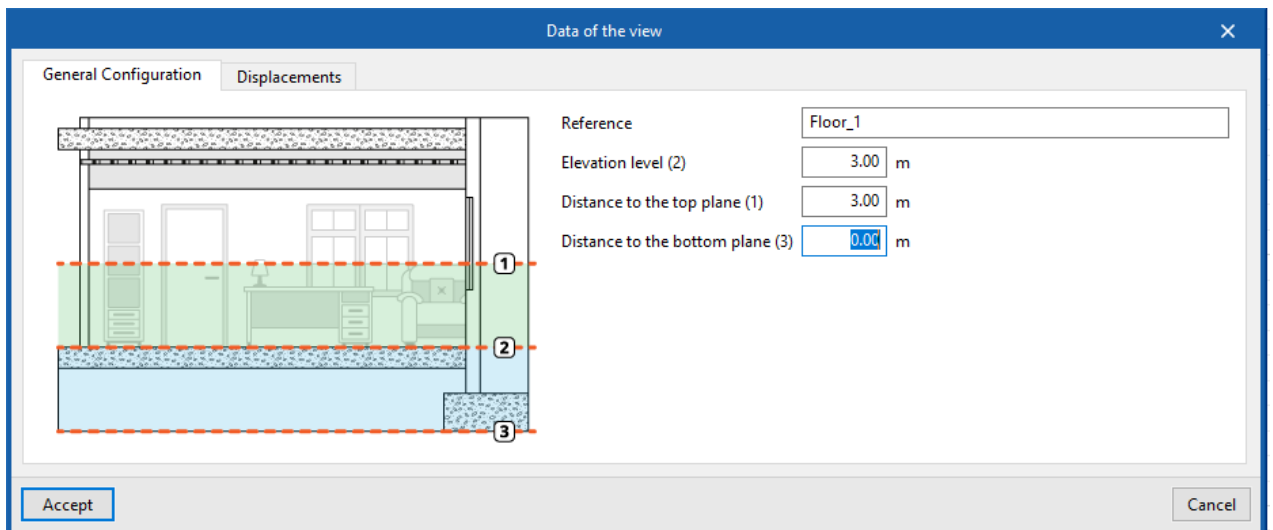 Data of the view
General Configuration
Displacements
Reference
Floor_1
Elevation level (2)
3.00 m
Distance to the top plane (1)
3.00 m
Distance to the bottom plane (3)
0.00 m
1
2
3
Accept
Cancel